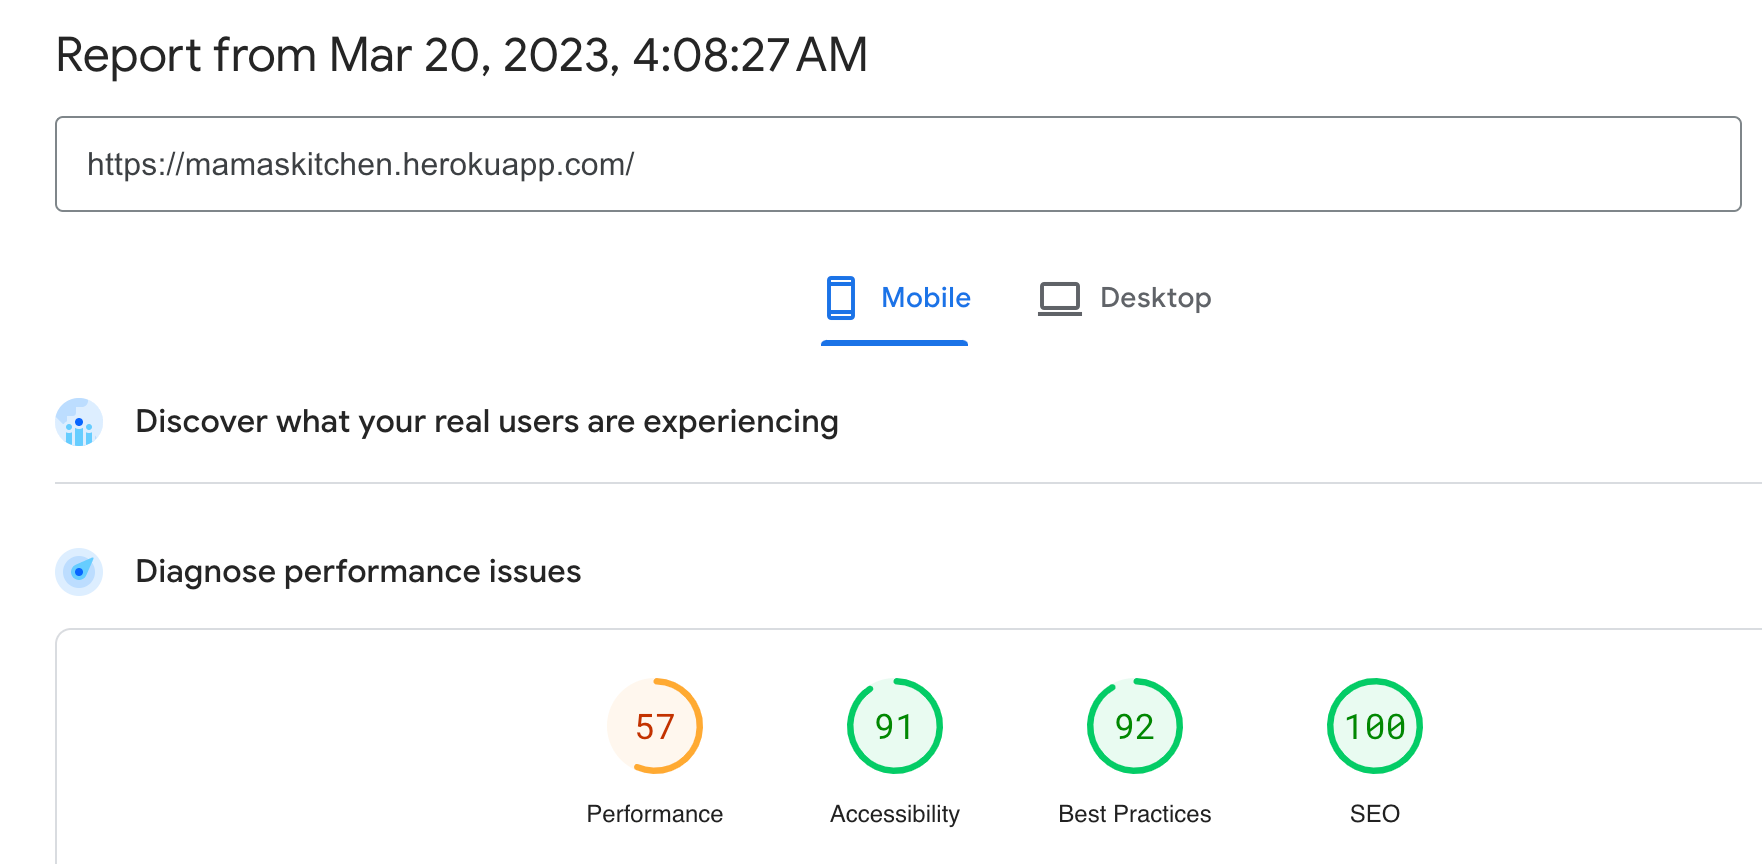 Report from Mar 20, 2023, 4:08:27 AM
https://mamaskitchen.herokuapp.com/
Mobile
Desktop
Discover what your real users are experiencing
Diagnose performance issues
57
91
92
100
Performance
Accessibility
Best Practices
SEO